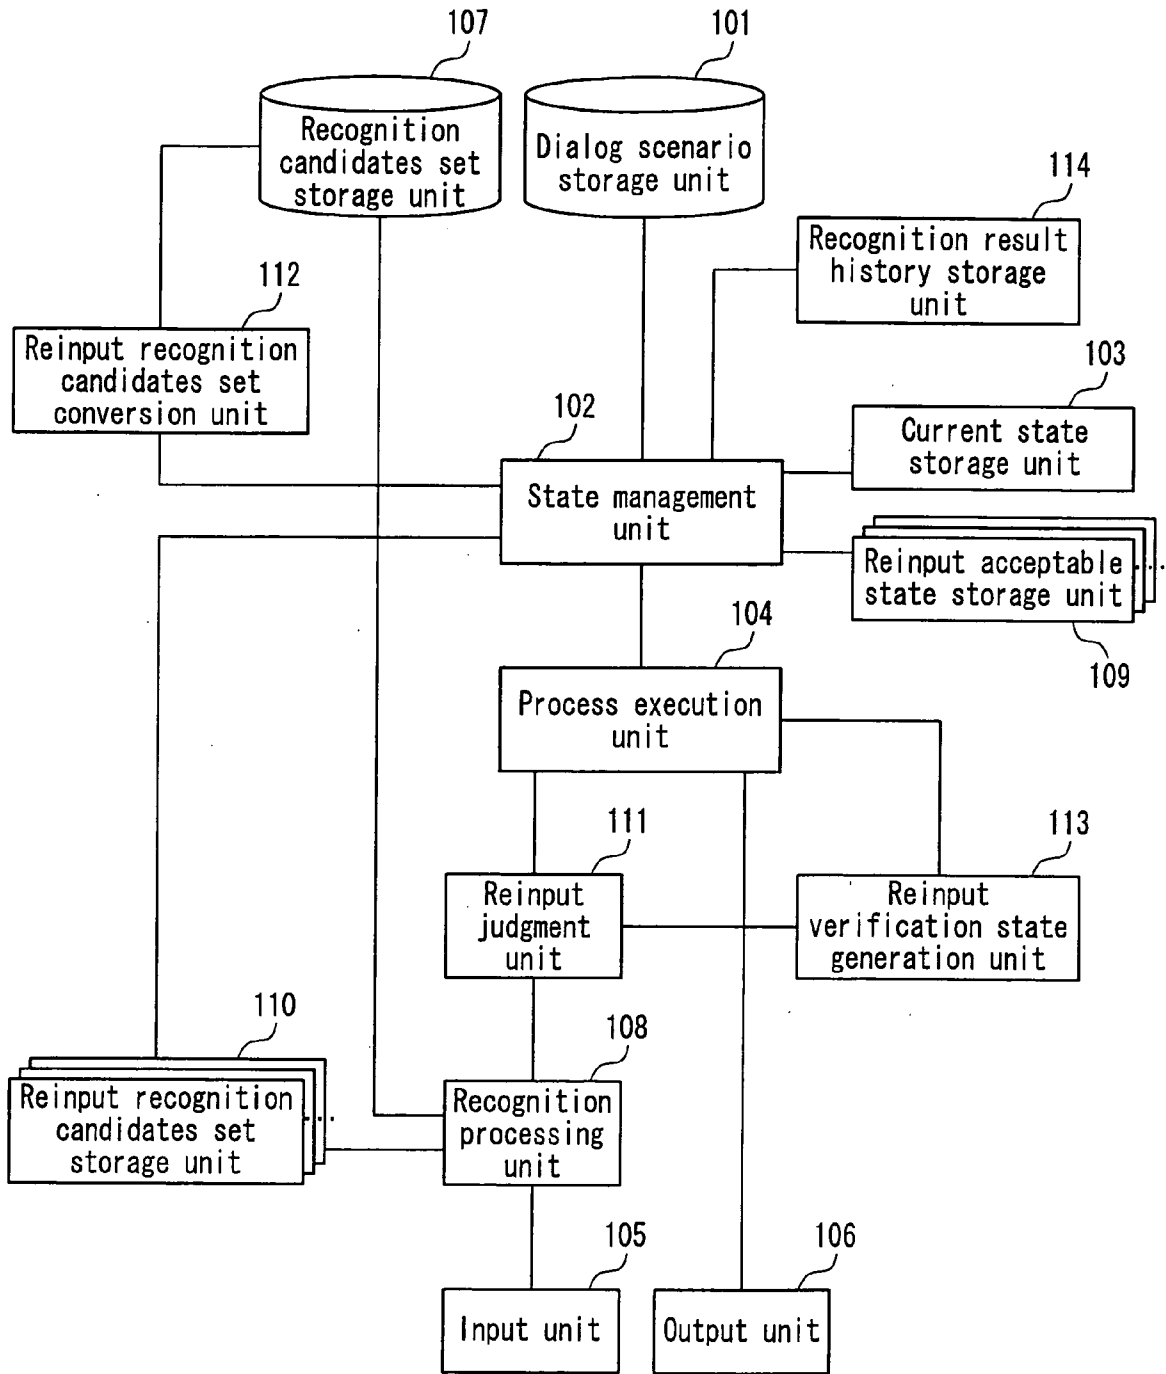 107
101
Recognition
candidates set
storage unit
Dialog scenario
storage unit
114
Recognition result
history storage
unit
112
Reinput recognition
candidates set
conversion unit
103
Current state
storage unit
102
State management
unit
Reinput acceptable
state storage unit
109
104
Process execution
unit
111
Reinput
judgment
unit
113
Reinput
verification state
generation unit
110
Reinput recognition
candidates set
storage unit
108
Recognition
processing
unit
105
Input unit
106
Output unit